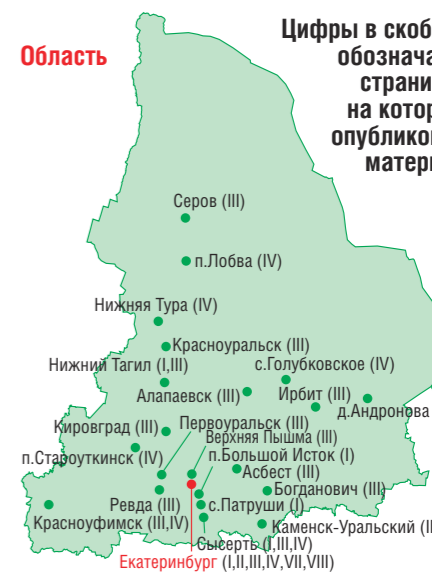 Область
Цифры в скоб
обознача
страни
на котор
опубликов
матери
Серов (III)
п.Лобва (IV)
Нижняя Тура (IV)
Красноуральск (III)
Нижний Тагил (I,III)
с.Голубковское (IV)
Алапаевск (III)
Ирбит (III)
д.Андронова
Кировград (III)
Первоуральск (III)
Верхняя Пышма (III)
п.Староуткинск (IV)
п.Большой Исток (I)
Асбест (III)
Богданович (III
Ревда (III)
с.Патруши (I)
Красноуфимск (III,IV)
Каменск-Уральский (II
Сысерть (I,III,IV)
Екатеринбург (I,II,III,IV,VII,VIII)